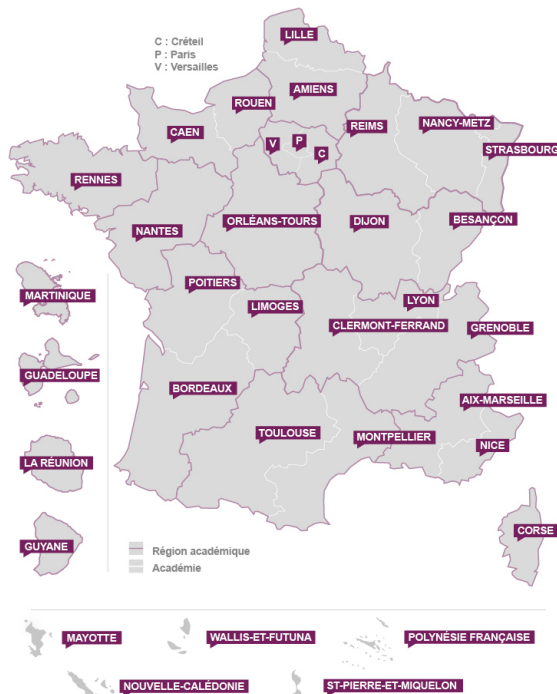 LILLE
C : Créteil
P : Paris
V : Versailles
AMIENS
ROUEN
CAEN
REIMS
NANCY-METZ
STRASBOURG
V
P
C
RENNES
NANTES
ORLÉANS-TOURS
DIJON
BESANÇON
POITIERS
MARTINIQUE
LIMOGES
LYON
CLERMONT-FERRAND
GRENOBLE
GUADELOUPE
BORDEAUX
AIX-MARSEILLE
TOULOUSE
MONTPELLIER
NICE
LA RÉUNION
GUYANE
CORSE
Région académique
Académie
MAYOTTE
WALLIS-ET-FUTUNA
POLYNÉSIE FRANÇAISE
NOUVELLE-CALÉDONIE
ST-PIERRE-ET-MIQUELON